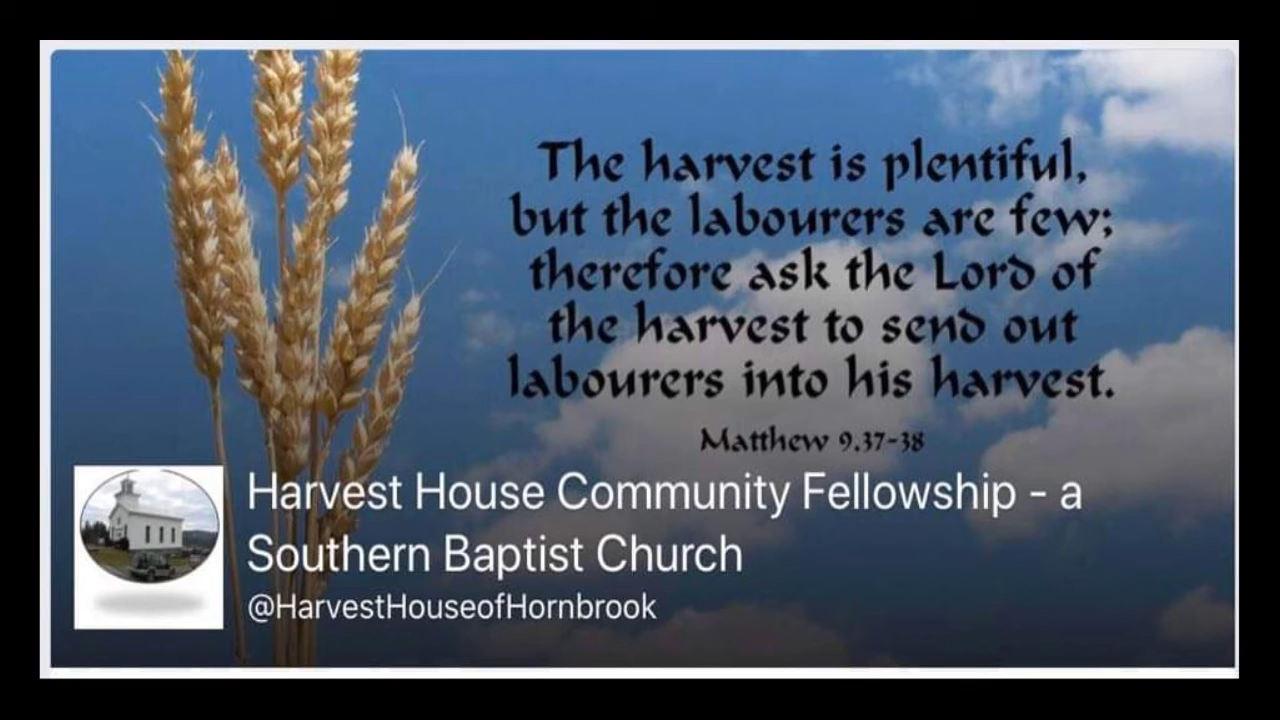 The harvest is plentiful,
but the labourers are few;
therefore ask the Lord of
the harvest to send out
labourers into his harvest.
Matthew 9.37-38
Harvest House Community Fellowship - a
Southern Baptist Church
@HarvestHouseofHornbrook